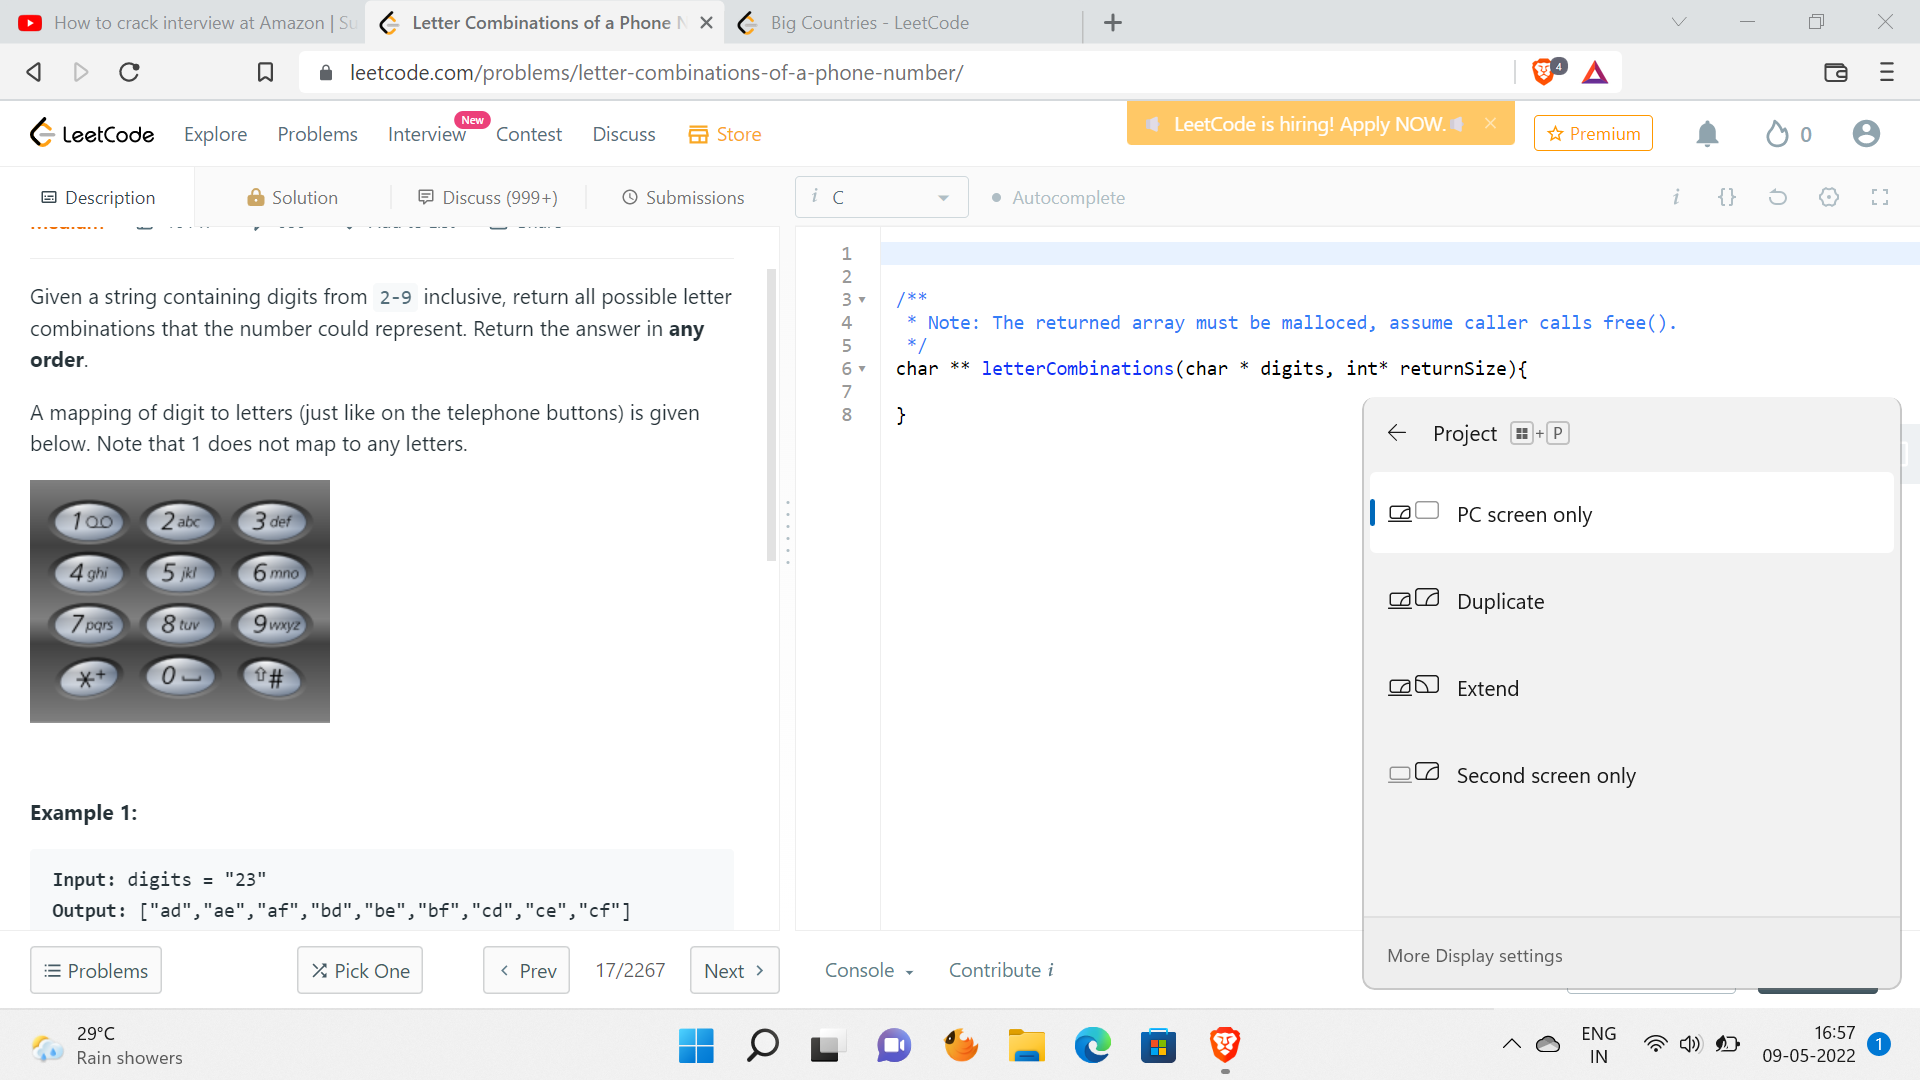 How to crack interview at Amazon | Su
Letter Combinations of a Phone N
Big Countries - LeetCode
leetcode.com/problems/letter-combinations-of-a-phone-number/
4
LeetCode
Explore
Problems
Interview
New
Contest
Discuss
Store
LeetCode is hiring! Apply NOW.
Premium
0
Description
Solution
Discuss (999+)
Submissions
i C
Autocomplete
i {}
Given a string containing digits from 2-9 inclusive, return all possible letter
combinations that the number could represent. Return the answer in any
order.
A mapping of digit to letters (just like on the telephone buttons) is given
below. Note that 1 does not map to any letters.
1 2 abc 3 def
4 ghi 5 jkl 6 mno
7 pqrs 8 tuv 9 wxyz
*+ 0 #
Example 1:
Input: digits = "23"
Output: ["ad","ae","af","bd","be","bf","cd","ce","cf"]
1
2
3 /**
4 * Note: The returned array must be malloced, assume caller calls free().
5 */
6 char ** letterCombinations(char * digits, int* returnSize){
7
8 }
Project + P
PC screen only
Duplicate
Extend
Second screen only
More Display settings
Problems
Pick One
< Prev
17/2267
Next >
Console
Contribute i
29°C
Rain showers
ENG
IN
16:57
09-05-2022
1